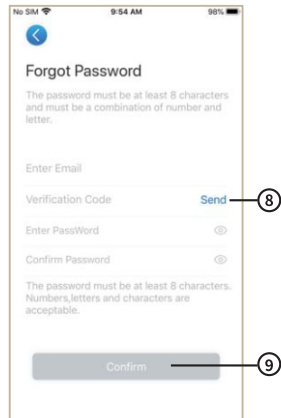 No SIM 9:54 AM 98%
Forgot Password
The password must be at least 8 characters
and must be a combination of number and
letter.
Enter Email
Verification Code Send 8
Enter PassWord
Confirm Password
The password must be at least 8 characters.
Numbers,letters and characters are
acceptable.
Confirm 9